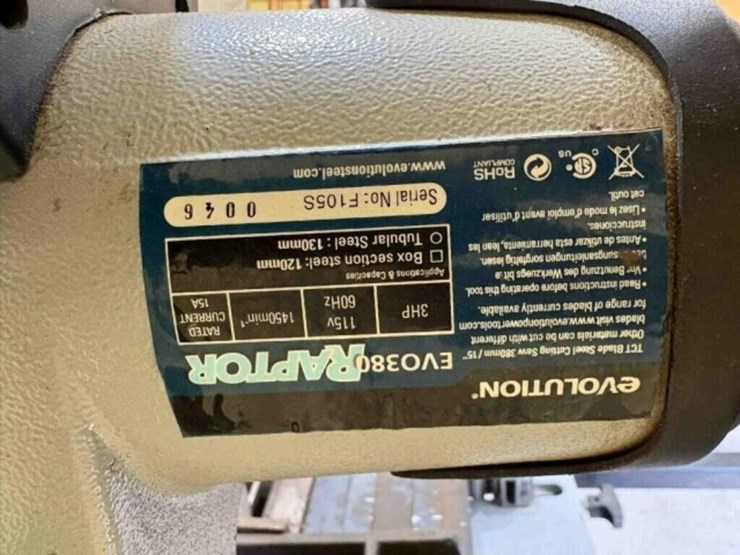 eVOLUTION®
EVO380 RAPTOR
TCT Blade Steel Cutting Saw 380mm / 15"
Other materials can be cut with different
blades visit www.evolutionpowertools.com
for range of blades currently available.
• Read instructions before operating this tool.
• Vor Benutzung des Werkzeugs bitte
sungsanleitungen sorgfältig lesen.
• Antes de utilizar esta herramienta, lean las
instrucciones.
• Lisez le mode d'emploi avant d'utiliser
cet outil.
3HP
115v
60Hz
1450min⁻¹
RATED
CURRENT
15A
Applications & Capacities
Box section steel: 120mm
Tubular Steel : 130mm
Serial No: F105S 0046
C US
RoHS
COMPLIANT
www.evolutionsteel.com